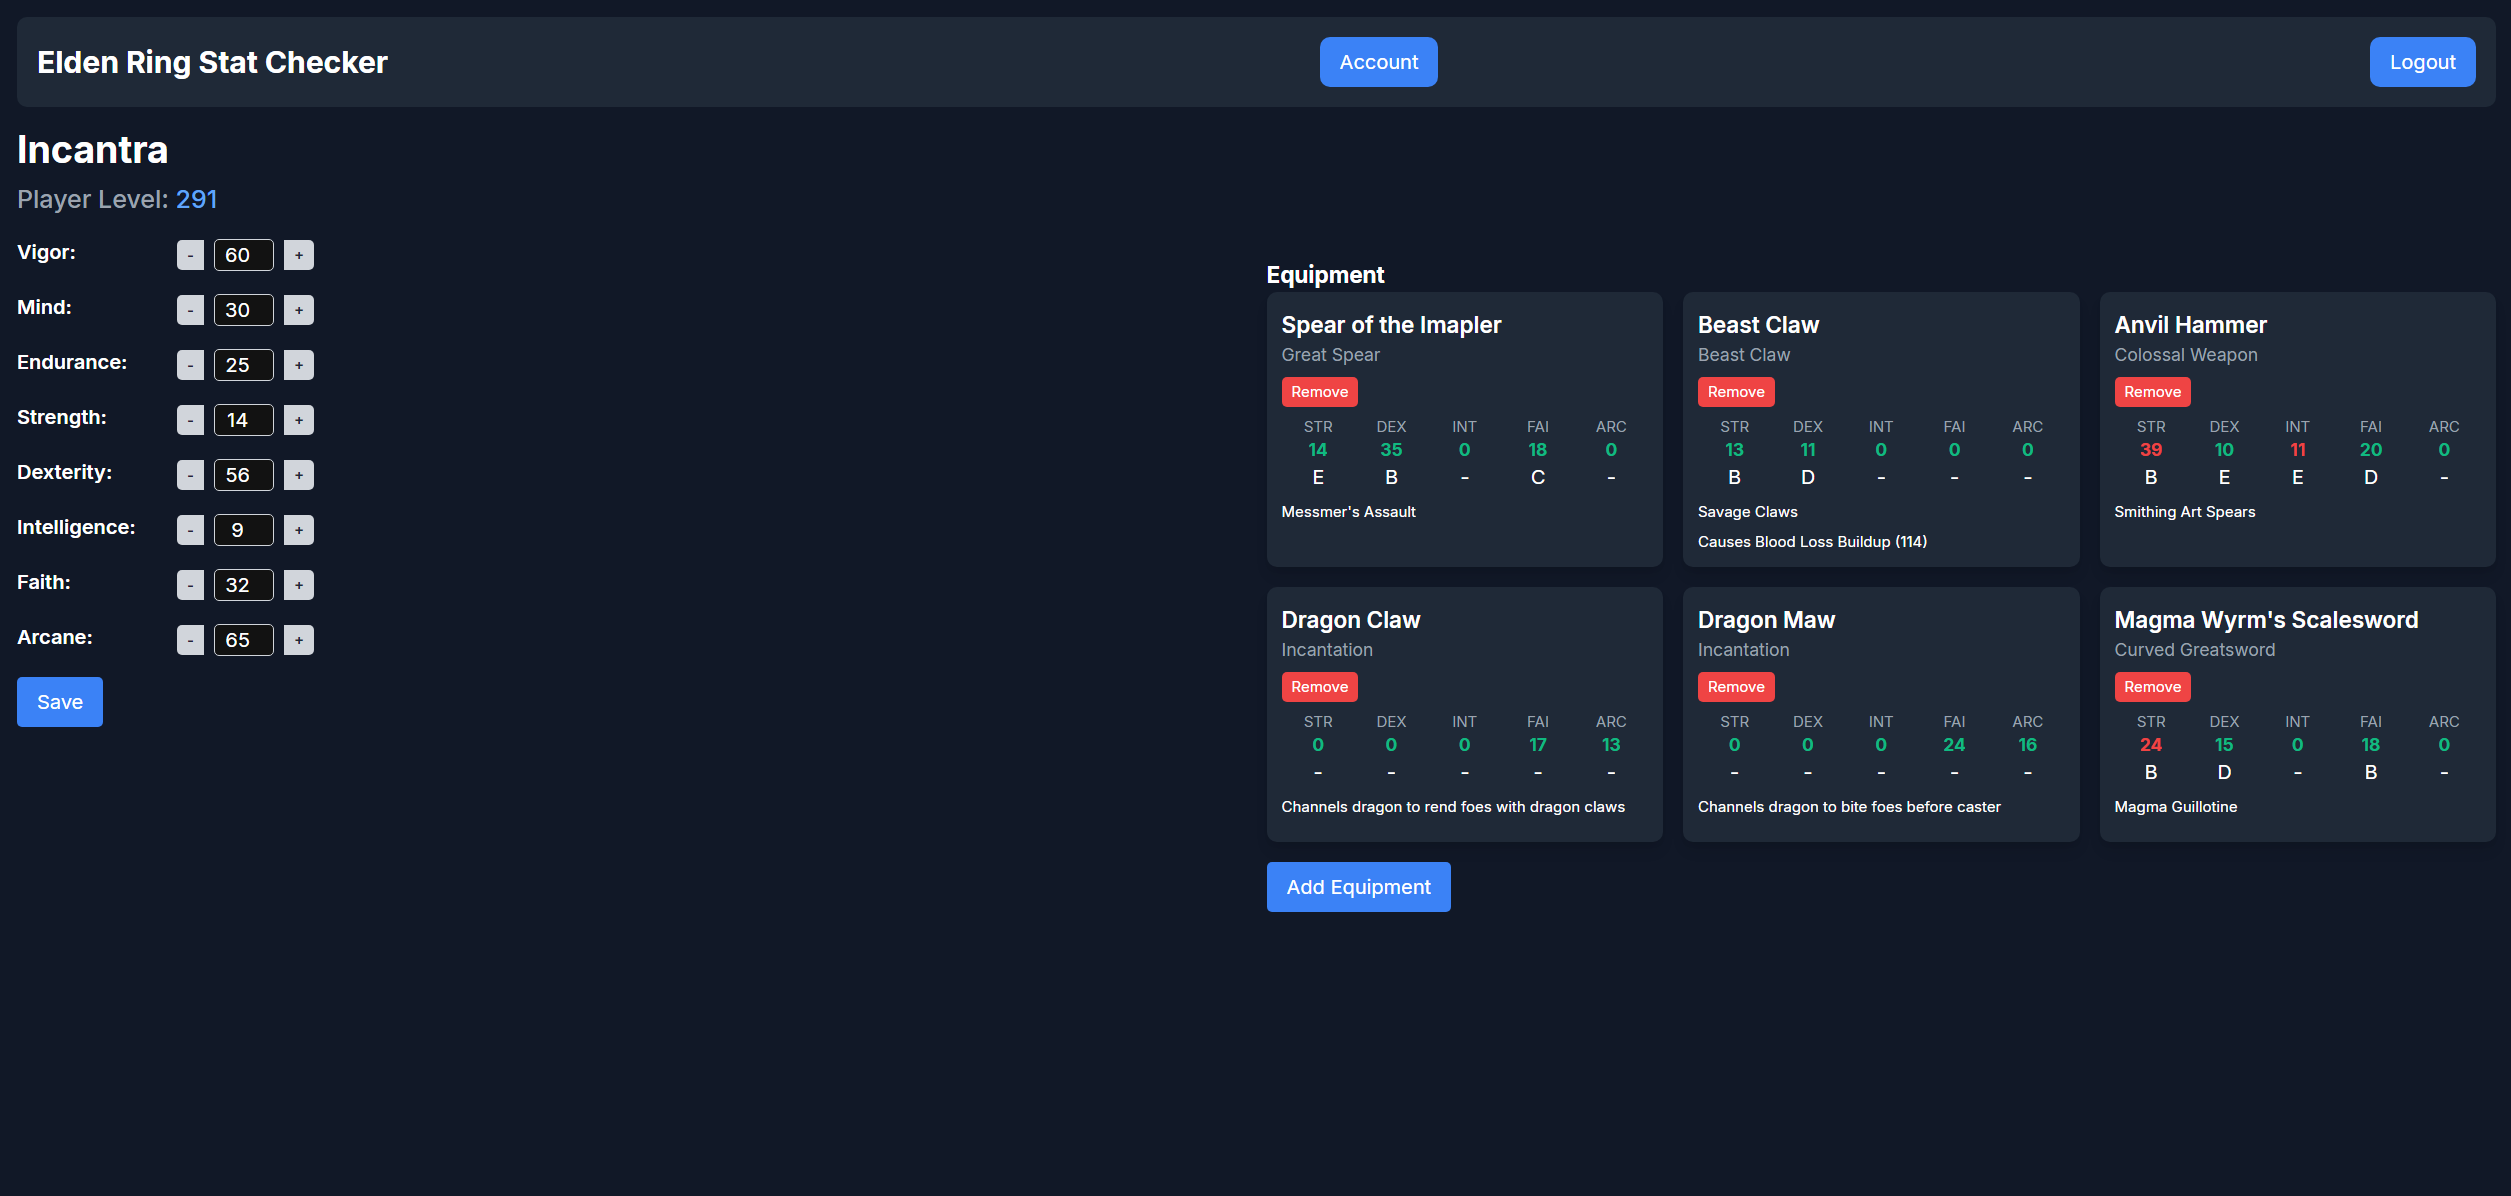 Elden Ring Stat Checker
Account
Logout
Incantra
Player Level: 291
Vigor: - 60 +
Mind: - 30 +
Endurance: - 25 +
Strength: - 14 +
Dexterity: - 56 +
Intelligence: - 9 +
Faith: - 32 +
Arcane: - 65 +
Save
Equipment
Spear of the Imapler
Great Spear
Remove
STR DEX INT FAI ARC
14 35 0 18 0
E B - C -
Messmer's Assault
Beast Claw
Beast Claw
Remove
STR DEX INT FAI ARC
13 11 0 0 0
B D - - -
Savage Claws
Causes Blood Loss Buildup (114)
Anvil Hammer
Colossal Weapon
Remove
STR DEX INT FAI ARC
39 10 11 20 0
B E E D -
Smithing Art Spears
Dragon Claw
Incantation
Remove
STR DEX INT FAI ARC
0 0 0 17 13
- - - - -
Channels dragon to rend foes with dragon claws
Dragon Maw
Incantation
Remove
STR DEX INT FAI ARC
0 0 0 24 16
- - - - -
Channels dragon to bite foes before caster
Magma Wyrm's Scalesword
Curved Greatsword
Remove
STR DEX INT FAI ARC
24 15 0 18 0
B D - B -
Magma Guillotine
Add Equipment